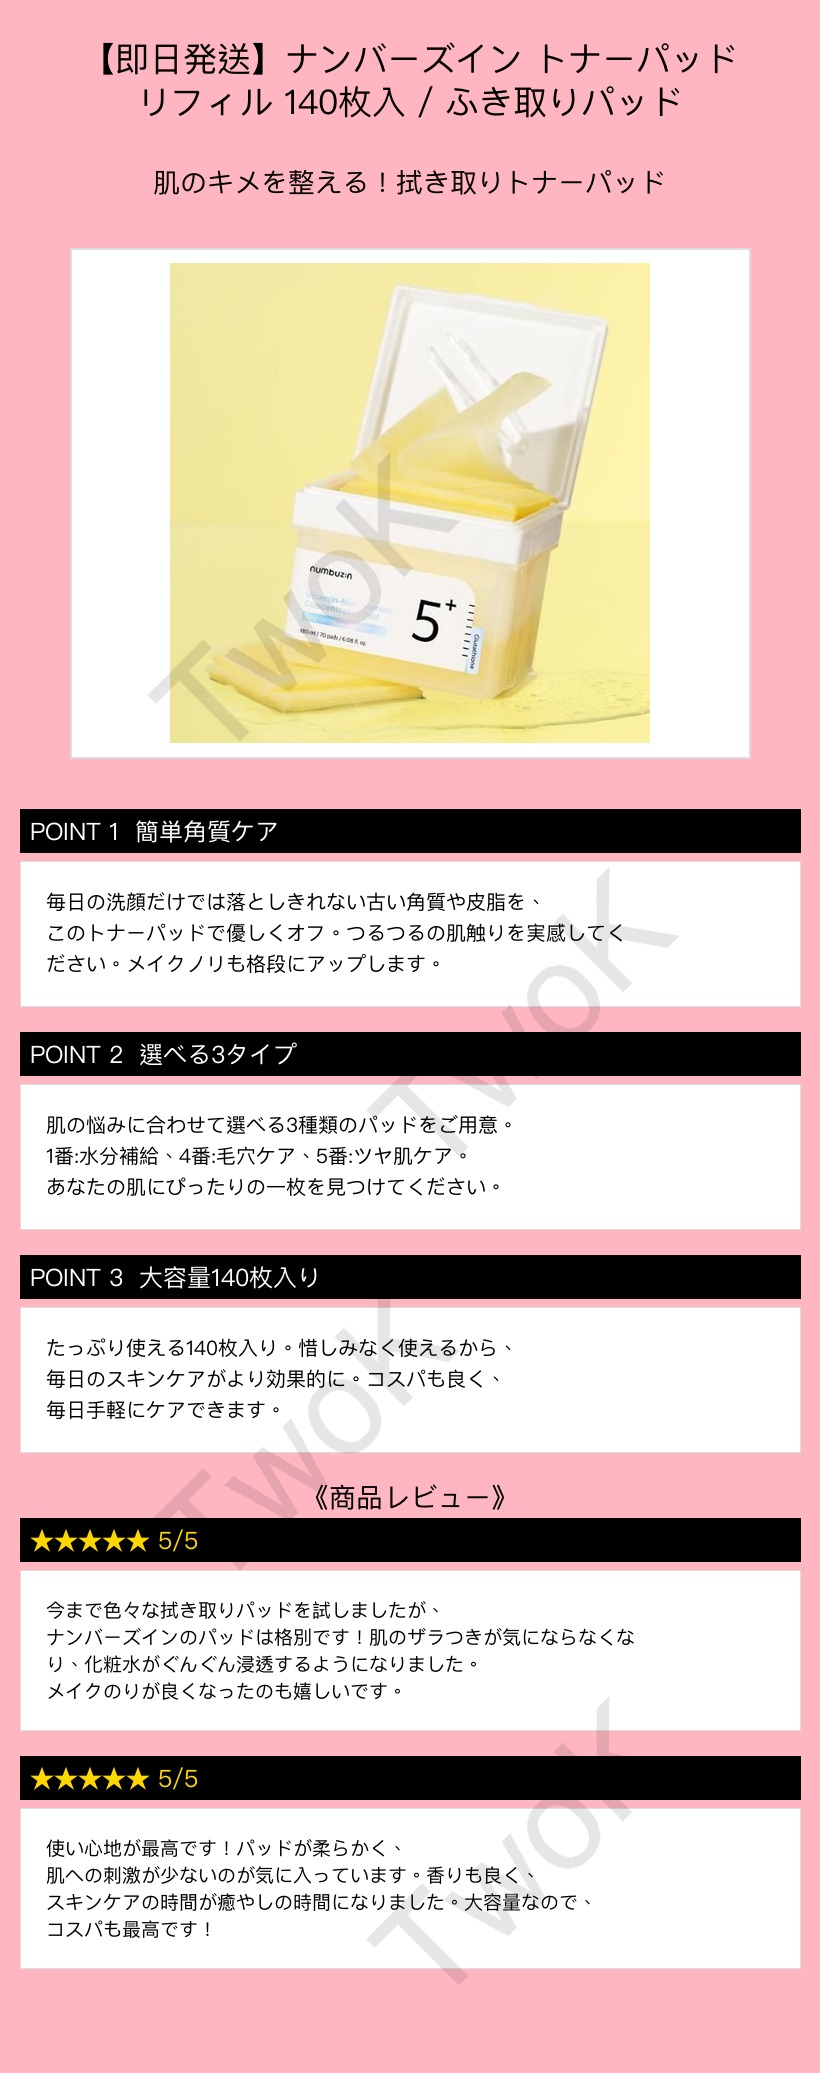 【即日発送】ナンバーズイン トナーパッド
リフィル 140枚入 / ふき取りパッド
肌のキメを整える！拭き取りトナーパッド
numbuz:n
5+
180 ml / 70 pads / 6.08 fl. oz.
Glutathione
TwoK
POINT 1 簡単角質ケア
毎日の洗顔だけでは落としきれない古い角質や皮脂を、
このトナーパッドで優しくオフ。つるつるの肌触りを実感してく
ださい。メイクノリも格段にアップします。
TwoK
POINT 2 選べる3タイプ
肌の悩みに合わせて選べる3種類のパッドをご用意。
1番:水分補給、4番:毛穴ケア、5番:ツヤ肌ケア。
あなたの肌にぴったりの一枚を見つけてください。
POINT 3 大容量140枚入り
たっぷり使える140枚入り。惜しみなく使えるから、
毎日のスキンケアがより効果的に。コスパも良く、
毎日手軽にケアできます。
TwoK
《商品レビュー》
★★★★★ 5/5
今まで色々な拭き取りパッドを試しましたが、
ナンバーズインのパッドは格別です！肌のザラつきが気にならなくな
り、化粧水がぐんぐん浸透するようになりました。
メイクのりが良くなったのも嬉しいです。
★★★★★ 5/5
使い心地が最高です！パッドが柔らかく、
肌への刺激が少ないのが気に入っています。香りも良く、
スキンケアの時間が癒やしの時間になりました。大容量なので、
コスパも最高です！
TwoK